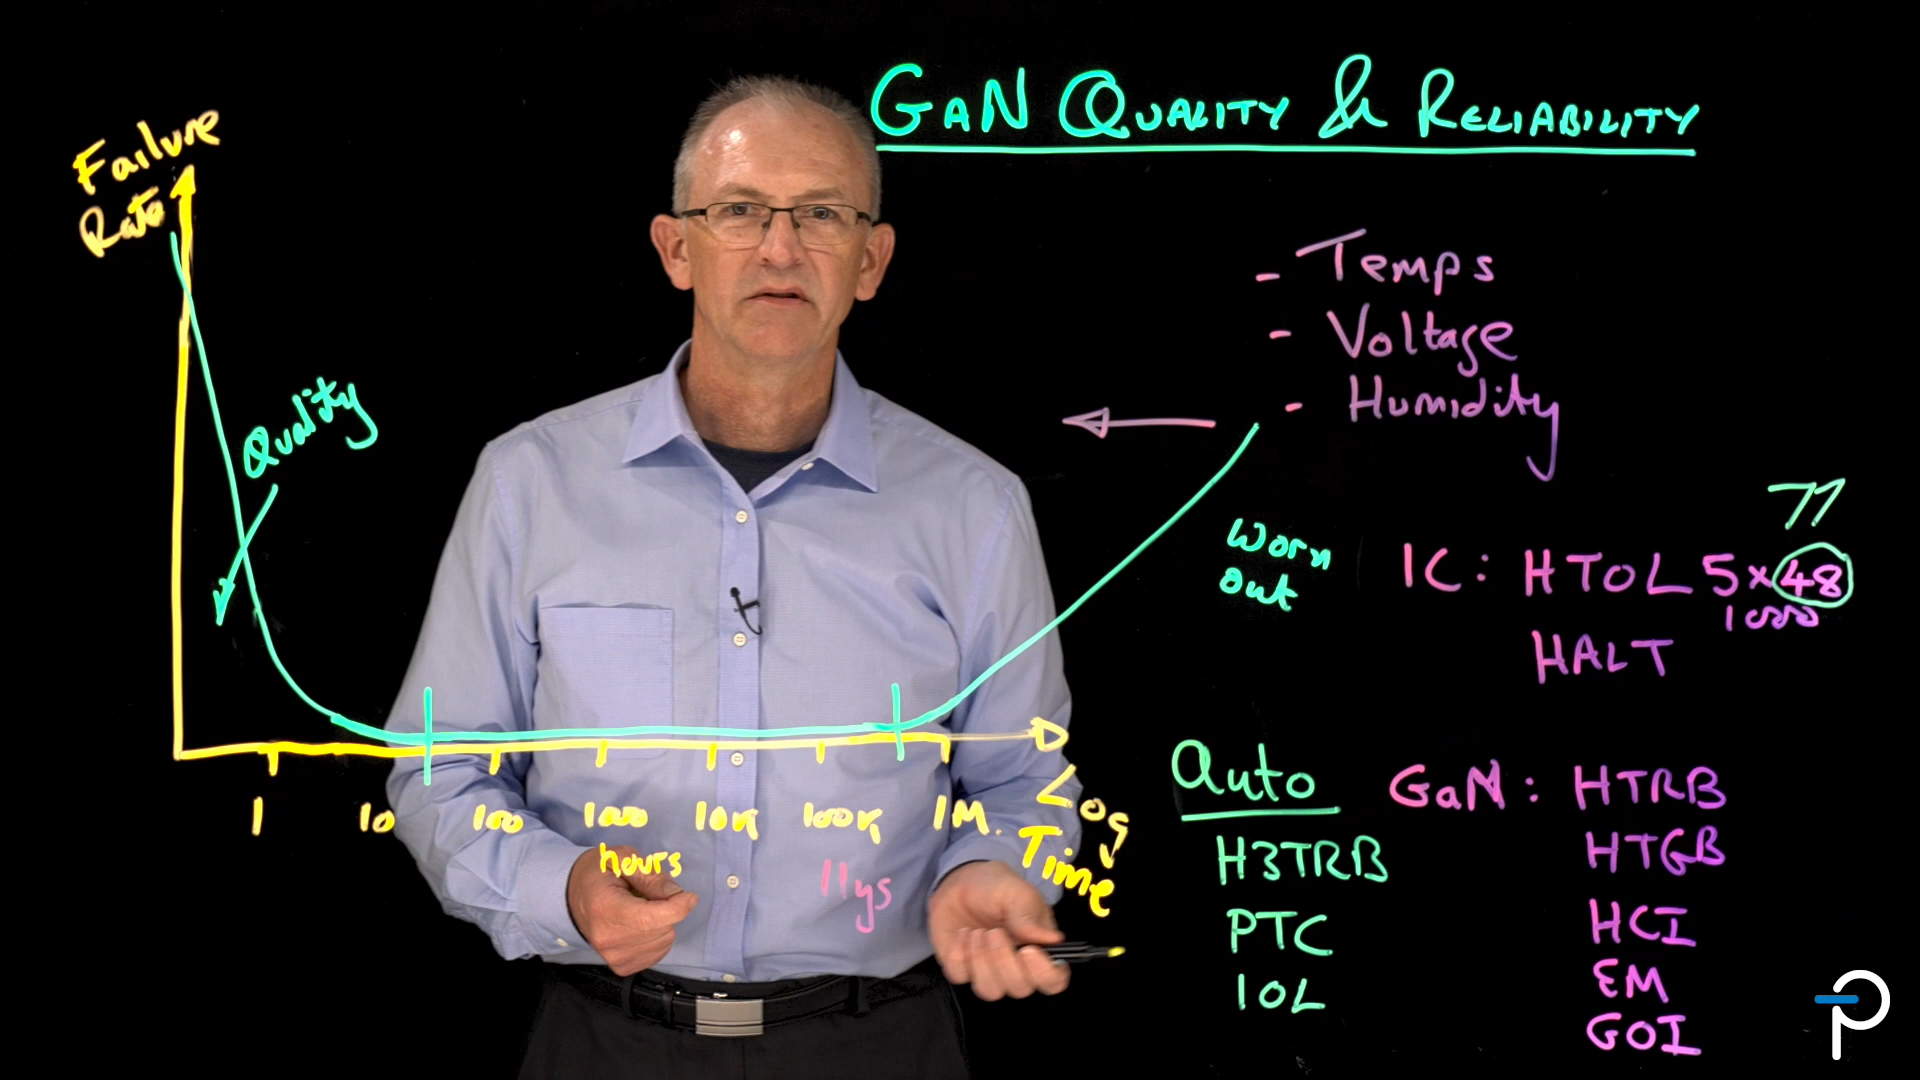 GaN QUALITY & RELIABILITY
Failure
Rate
Quality
- Temps
- Voltage
- Humidity
Worn
out
77
IC: HTOL 5x48
1000
HALT
1 10 100 1000 10K 100K 1M.
hours
11ys
Log
Time
Auto
H3TRB
PTC
IOL
GaN: HTRB
HTGB
HCI
EM
GOI